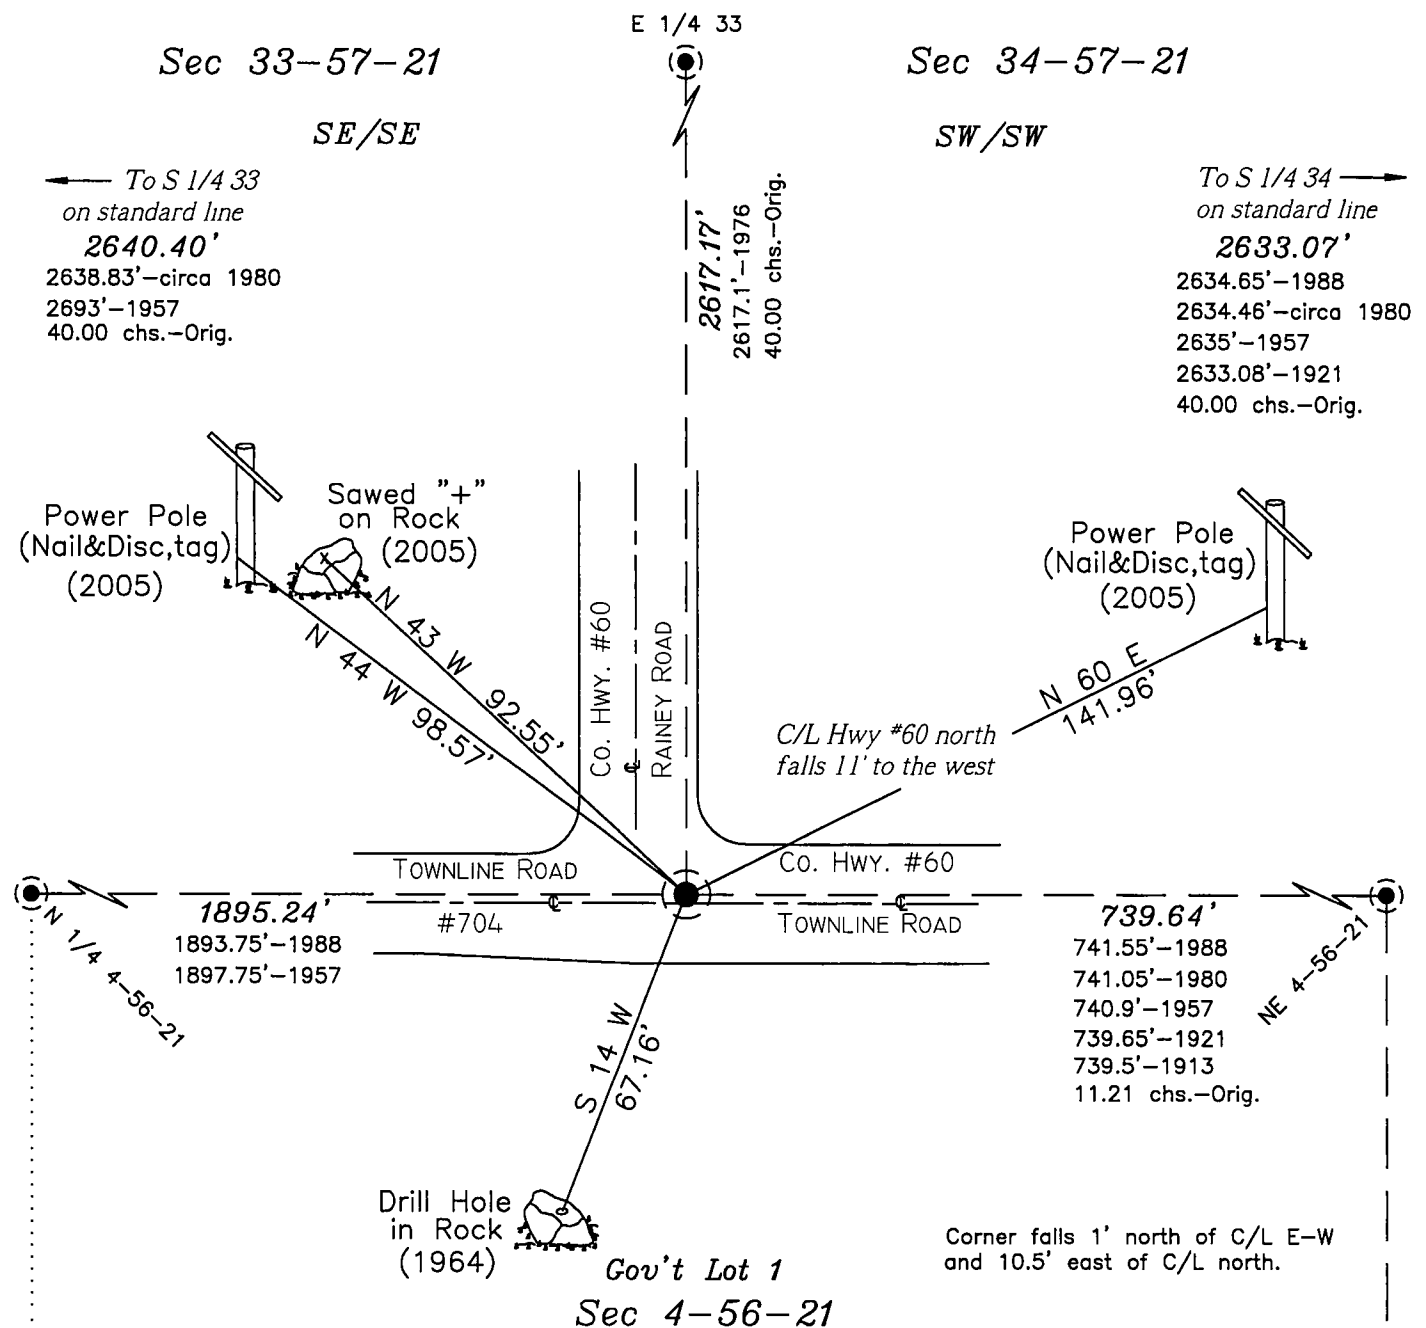 E 1/4 33
Sec 33-57-21
Sec 34-57-21
SE/SE
SW/SW
To S 1/4 33
on standard line
2640.40'
2638.83'-circa 1980
2693'-1957
40.00 chs.-Orig.
2617.17'
2617.1'-1976
40.00 chs.-Orig.
To S 1/4 34
on standard line
2633.07'
2634.65'-1988
2634.46'-circa 1980
2635'-1957
2633.08'-1921
40.00 chs.-Orig.
Power Pole
(Nail&Disc,tag)
(2005)
Sawed "+"
on Rock
(2005)
Power Pole
(Nail&Disc,tag)
(2005)
N 43 W 92.55'
N 44 W 98.57'
Co. HWY. #60
RAINEY ROAD
N 60 E
141.96'
C/L Hwy #60 north
falls 11' to the west
TOWNLINE ROAD
Co. HWY. #60
#704
TOWNLINE ROAD
N 1/4 4-56-21
1895.24'
1893.75'-1988
1897.75'-1957
739.64'
741.55'-1988
741.05'-1980
740.9'-1957
739.65'-1921
739.5'-1913
11.21 chs.-Orig.
NE 4-56-21
S 14 W
67.16'
Drill Hole
in Rock
(1964)
Gov't Lot 1
Sec 4-56-21
Corner falls 1' north of C/L E-W
and 10.5' east of C/L north.